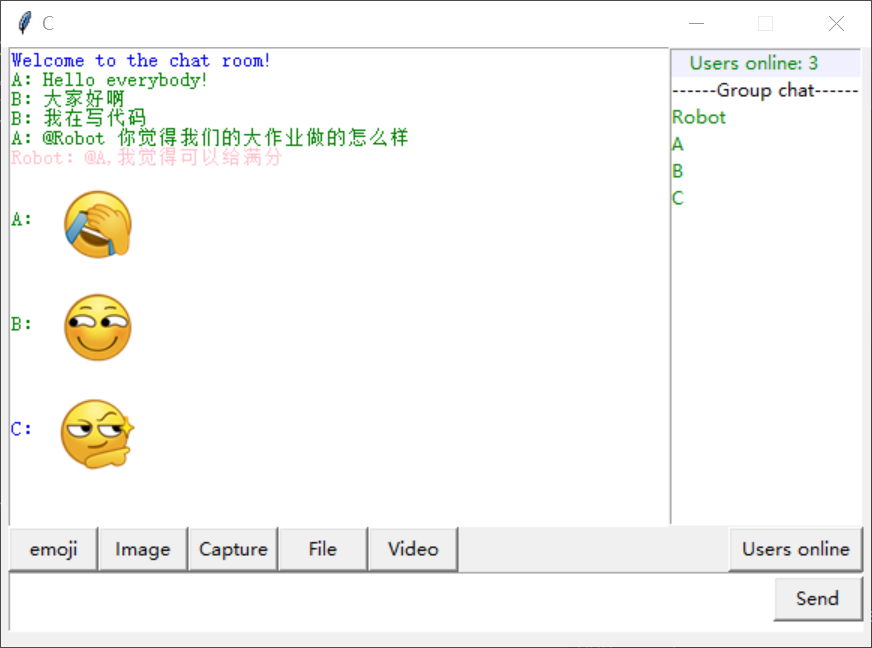 C
Welcome to the chat room!
A: Hello everybody!
B: 大家好啊
B: 我在写代码
A: @Robot 你觉得我们的大作业做的怎么样
Robot: @A,我觉得可以给满分
A:
B:
C:
Users online: 3
------Group chat------
Robot
A
B
C
emoji
Image
Capture
File
Video
Users online
Send